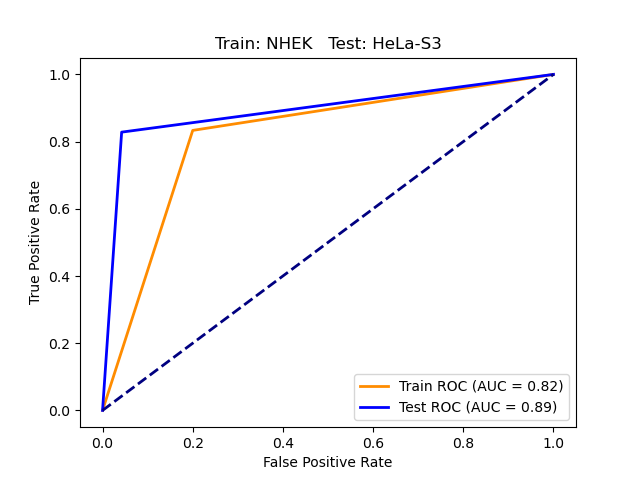 Train: NHEK   Test: HeLa-S3
1.0
0.8
0.6
0.4
0.2
0.0
True Positive Rate
Train ROC (AUC = 0.82)
Test ROC (AUC = 0.89)
0.0 0.2 0.4 0.6 0.8 1.0
False Positive Rate